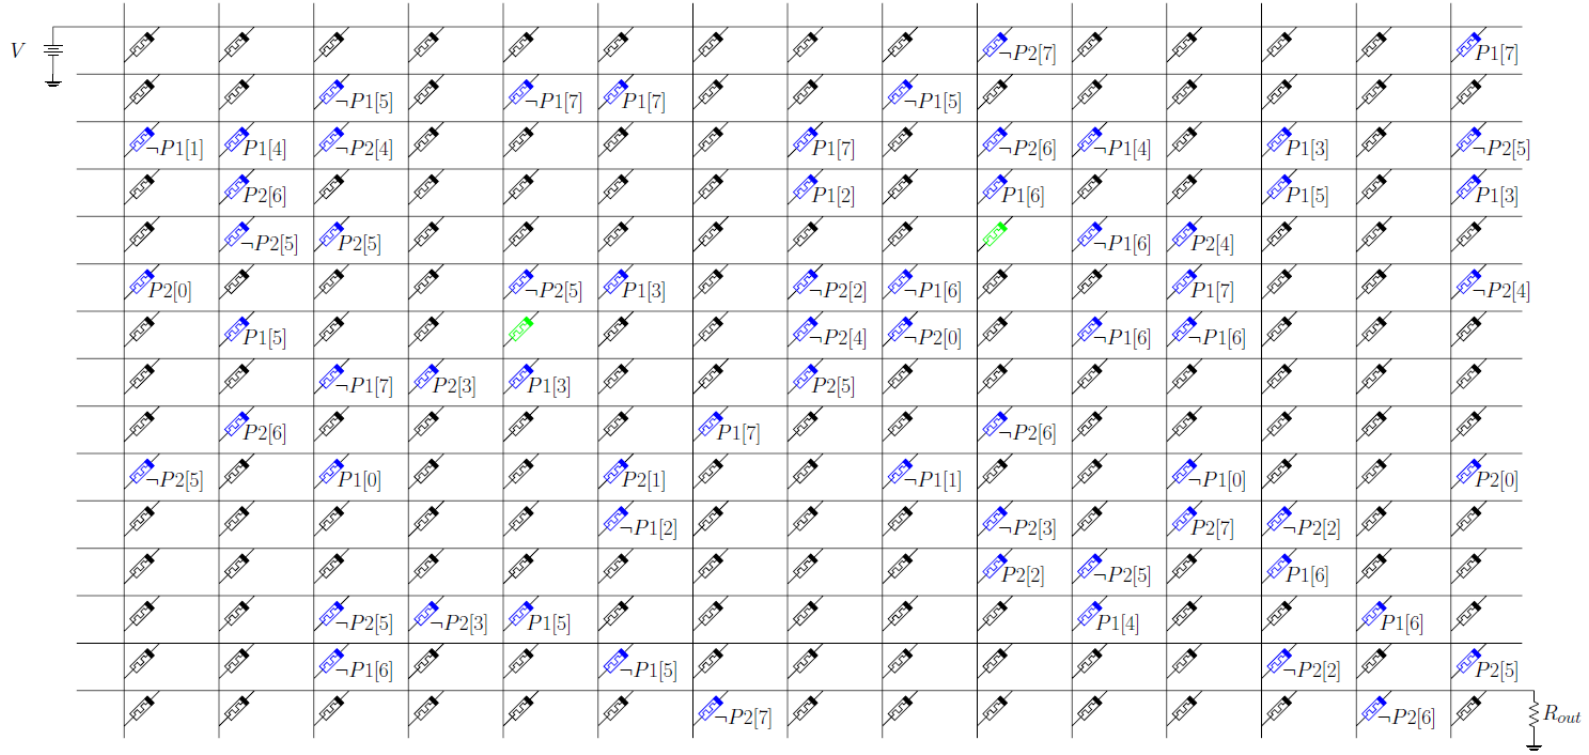 ¬P2[7] P1[7]
V
¬P1[5] ¬P1[7] P1[7] ¬P1[5]
¬P1[1] P1[4] ¬P2[4] P1[7] ¬P2[6] ¬P1[4] P1[3] ¬P2[5]
P2[6] P1[2] P1[6] P1[5] P1[3]
¬P2[5] P2[5] ¬P1[6] P2[4]
P2[0] ¬P2[5] P1[3] ¬P2[2] ¬P1[6] P1[7] ¬P2[4]
P1[5] ¬P2[4] ¬P2[0] ¬P1[6] ¬P1[6]
¬P1[7] P2[3] P1[3] P2[5]
P2[6] P1[7] ¬P2[6]
¬P2[5] P1[0] P2[1] ¬P1[1] ¬P1[0] P2[0]
¬P1[2] ¬P2[3] P2[7] ¬P2[2]
P2[2] ¬P2[5] P1[6]
¬P2[5] ¬P2[3] P1[5] P1[4] P1[6]
¬P1[6] ¬P1[5] ¬P2[2] P2[5]
¬P2[7] ¬P2[6] Rout